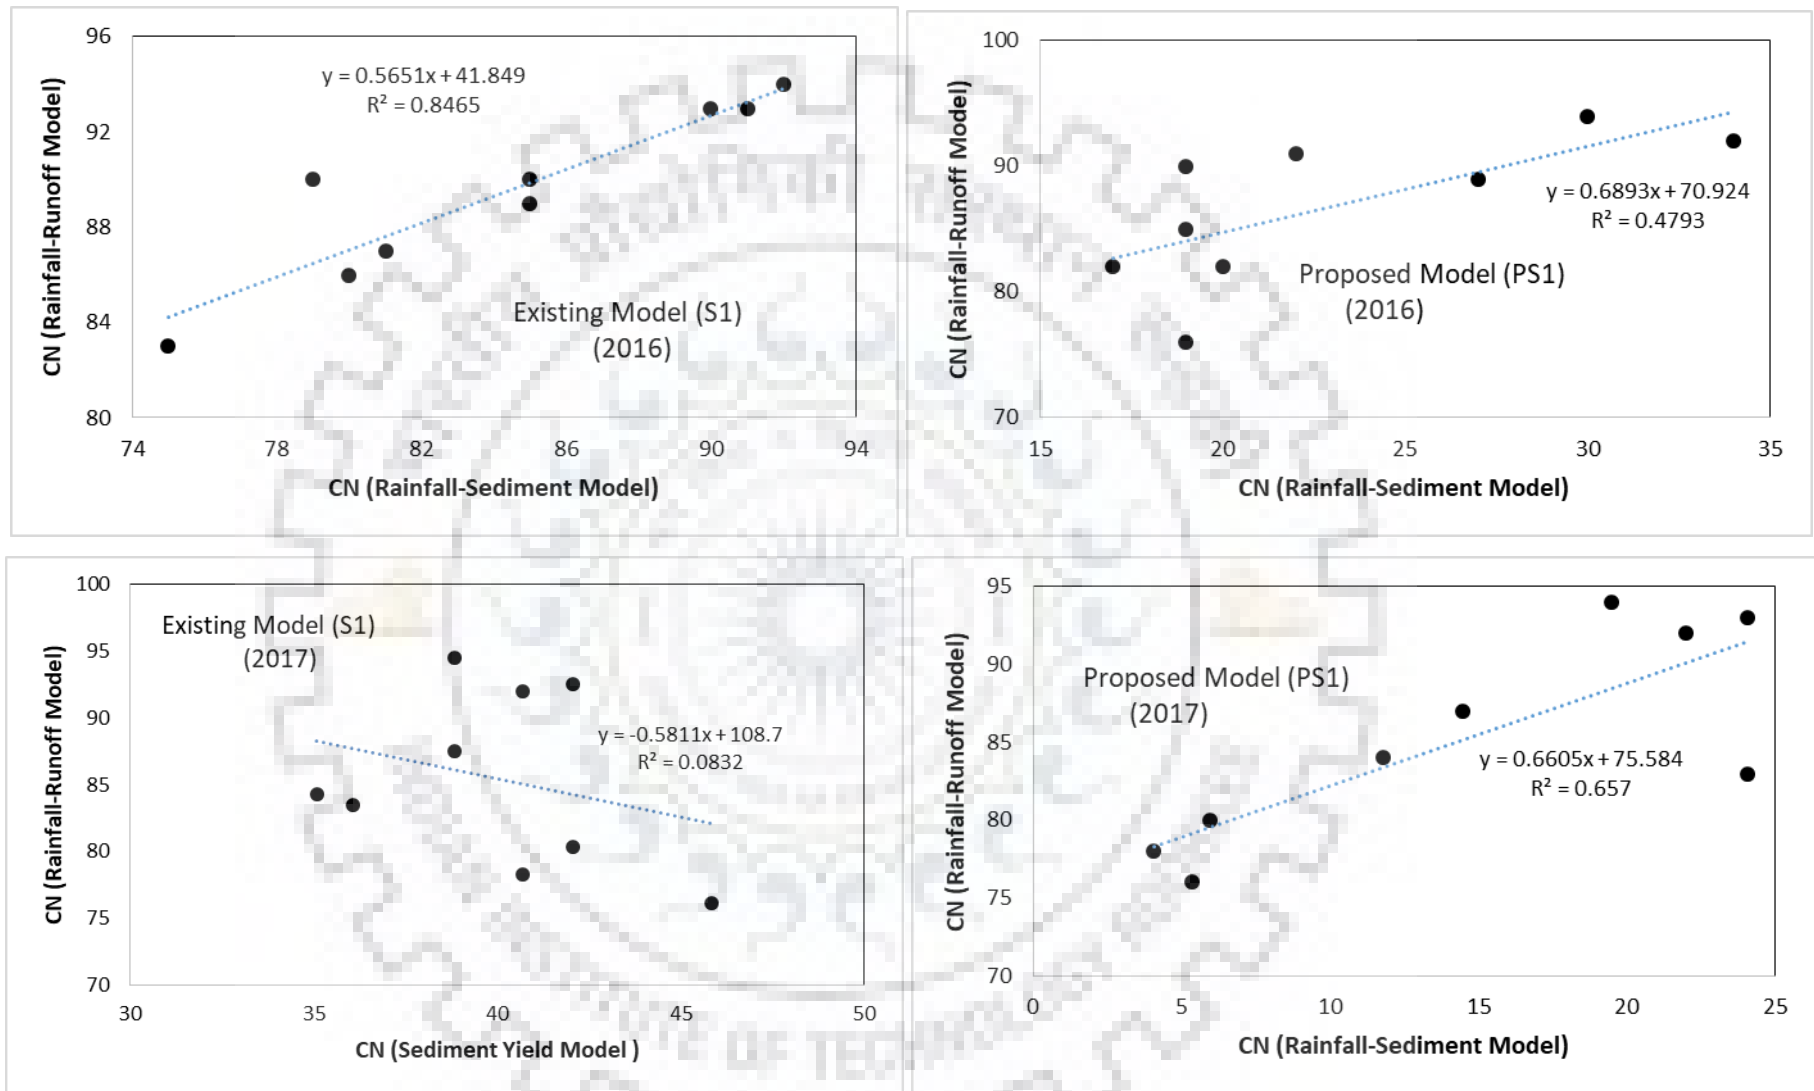 96
92
88
84
80
74 78 82 86 90 94
CN (Rainfall-Runoff Model)
y = 0.5651x + 41.849
R² = 0.8465
Existing Model (S1)
(2016)
CN (Rainfall-Sediment Model)
100
90
80
70
15 20 25 30 35
CN (Rainfall-Runoff Model)
y = 0.6893x + 70.924
R² = 0.4793
Proposed Model (PS1)
(2016)
CN (Rainfall-Sediment Model)
100
95
90
85
80
75
70
30 35 40 45 50
CN (Rainfall-Runoff Model)
Existing Model (S1)
(2017)
y = -0.5811x + 108.7
R² = 0.0832
CN (Sediment Yield Model )
95
90
85
80
75
70
0 5 10 15 20 25
CN (Rainfall-Runoff Model)
Proposed Model (PS1)
(2017)
y = 0.6605x + 75.584
R² = 0.657
CN (Rainfall-Sediment Model)